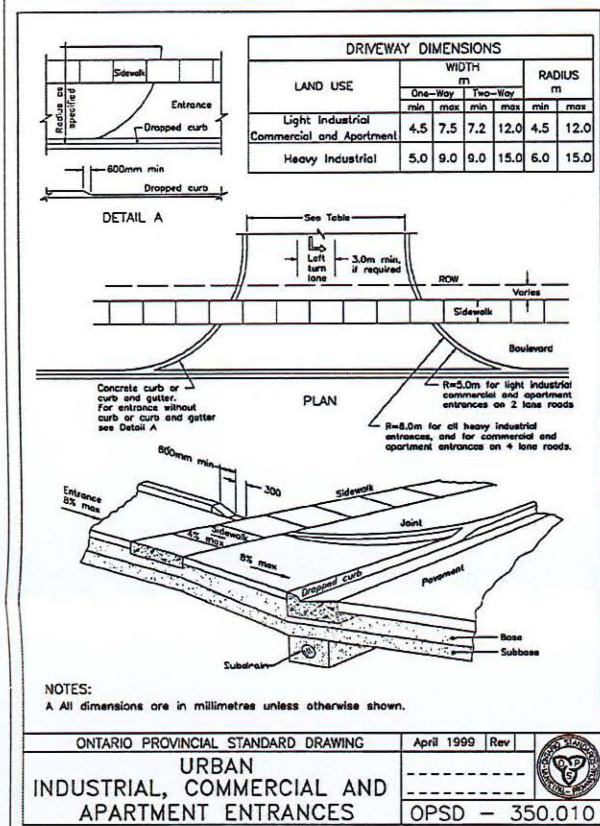 Sidewalk
Radius as specified
Entrance
Dropped curb
600mm min
Dropped curb
DETAIL A
DRIVEWAY DIMENSIONS
LAND USE
WIDTH
m
RADIUS
m
One-Way Two-Way
min max min max min max
Light Industrial
Commercial and Apartment
4.5 7.5 7.2 12.0 4.5 12.0
Heavy Industrial 5.0 9.0 9.0 15.0 6.0 15.0
See Table
Left
turn
lane
3.0m min,
if required
ROW
Varies
Sidewalk
Boulevard
Concrete curb or
curb and gutter.
For entrance without
curb or curb and gutter
see Detail A
PLAN
R=5.0m for light industrial
commercial and apartment
entrances on 2 lane roads
R=8.0m for all heavy industrial
entrances, and for commercial and
apartment entrances on 4 lane roads.
600mm min
300
Sidewalk
Entrance
8% max
Sidewalk
4% max
Joint
8% max
Dropped curb
Pavement
Base
Subbase
Subdrain
NOTES:
A All dimensions are in millimetres unless otherwise shown.
ONTARIO PROVINCIAL STANDARD DRAWING
April 1999 Rev
URBAN
INDUSTRIAL, COMMERCIAL AND
APARTMENT ENTRANCES
OPSD - 350.010